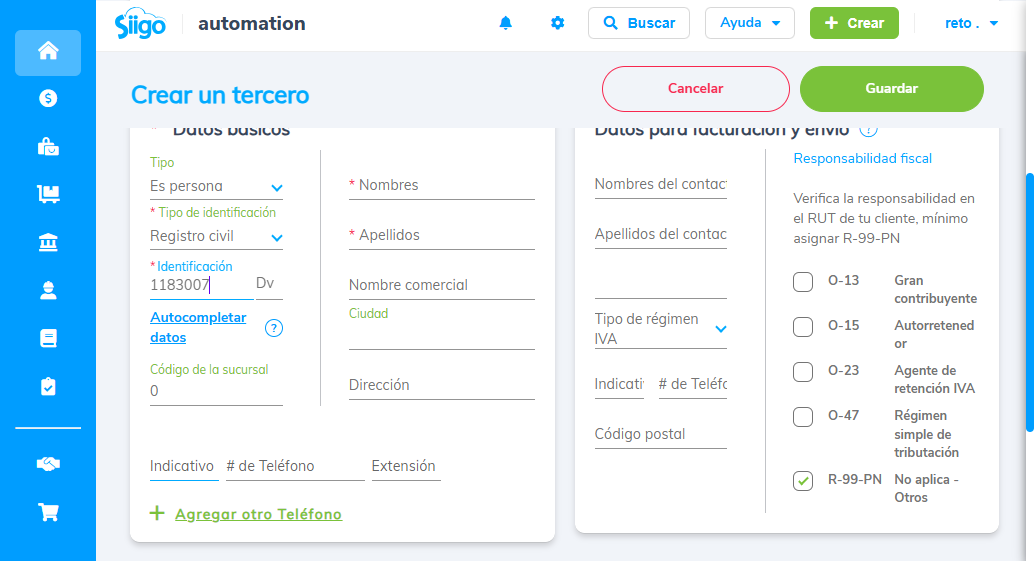 Siigo
automation
Buscar
Ayuda
Crear
reto .
Crear un tercero
Cancelar
Guardar
* Datos básicos
Tipo
Es persona
* Tipo de identificación
Registro civil
* Identificación
1183007
Dv
Autocompletar
datos
?
Código de la sucursal
0
* Nombres
* Apellidos
Nombre comercial
Ciudad
Dirección
Indicativo
# de Teléfono
Extensión
+ Agregar otro Teléfono
Datos para facturación y envío ?
Nombres del contac
Apellidos del contac
Tipo de régimen
IVA
Indicati
# de Teléfo
Código postal
Responsabilidad fiscal
Verifica la responsabilidad en
el RUT de tu cliente, mínimo
asignar R-99-PN
O-13 Gran
contribuyente
O-15 Autorretened
or
O-23 Agente de
retención IVA
O-47 Régimen
simple de
tributación
R-99-PN No aplica -
Otros